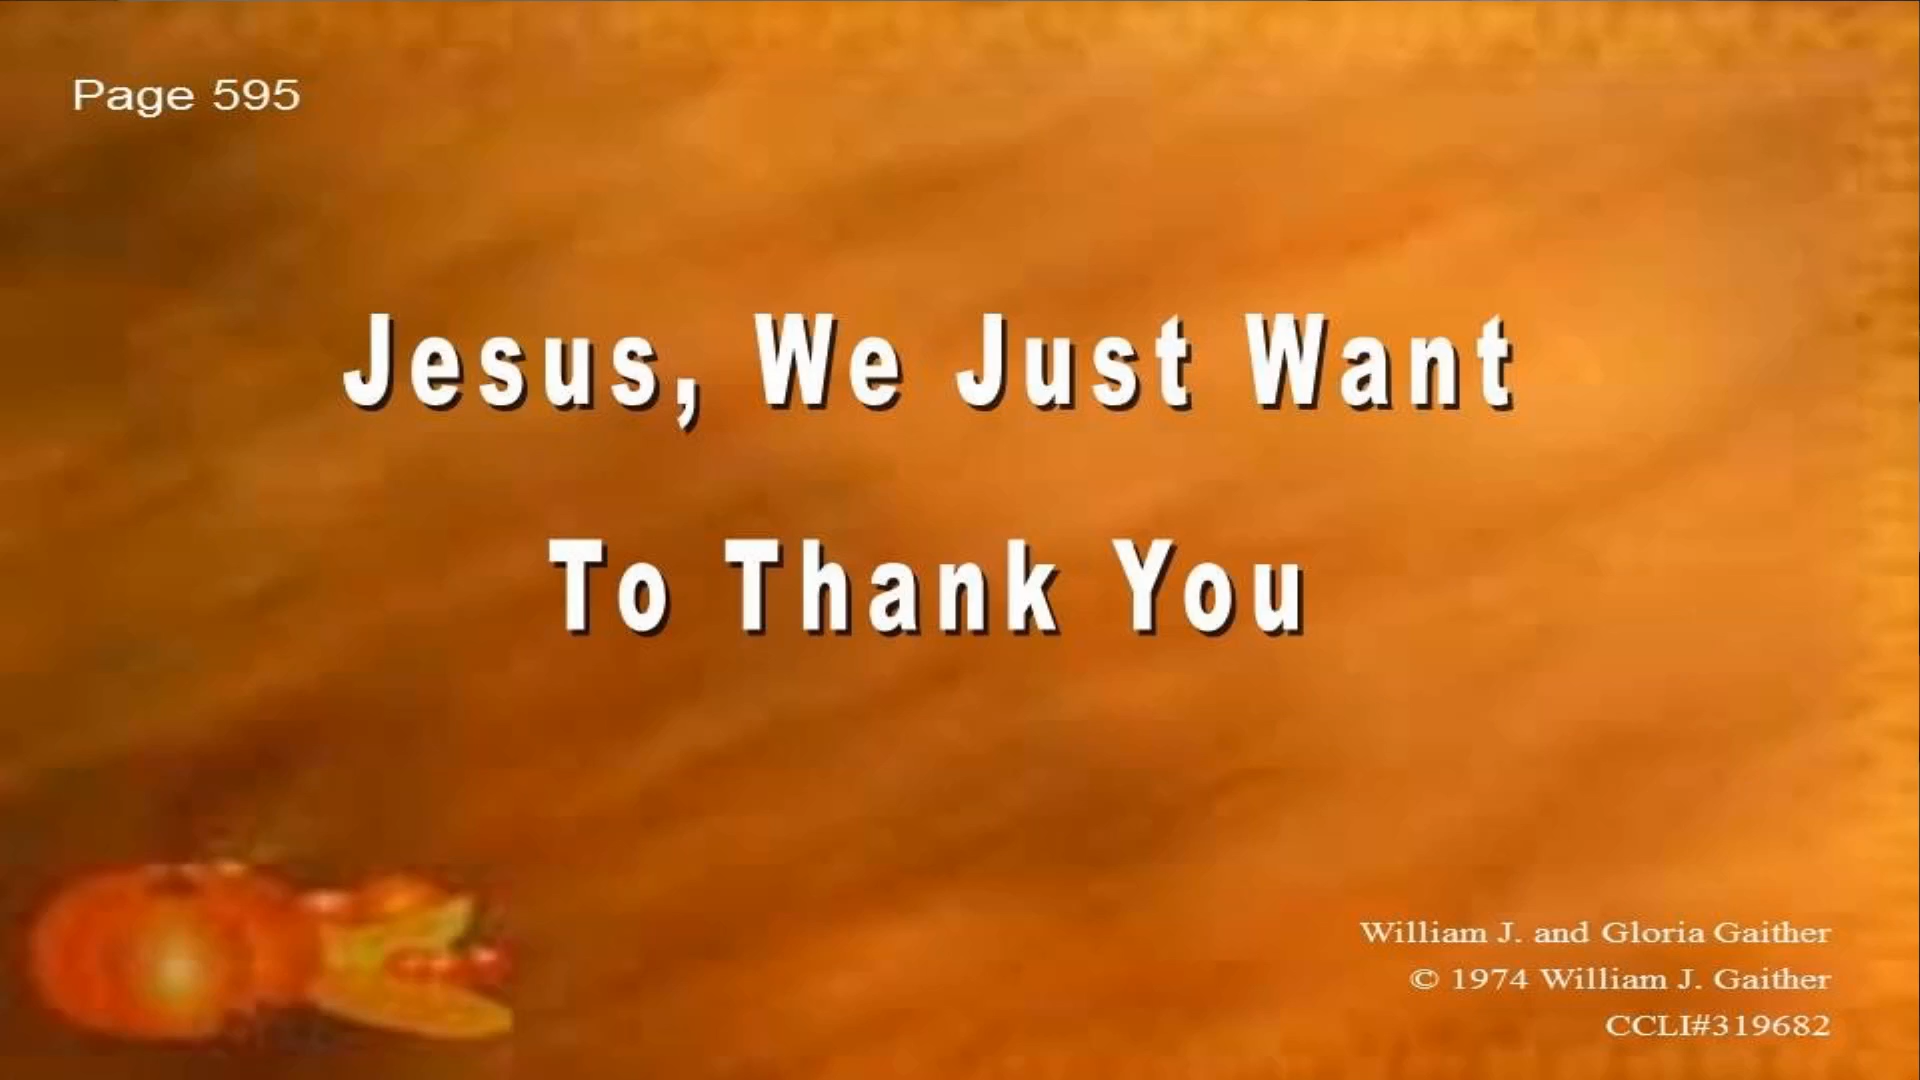 Page 595
Jesus, We Just Want
To Thank You
William J. and Gloria Gaither
© 1974 William J. Gaither
CCLI#319682